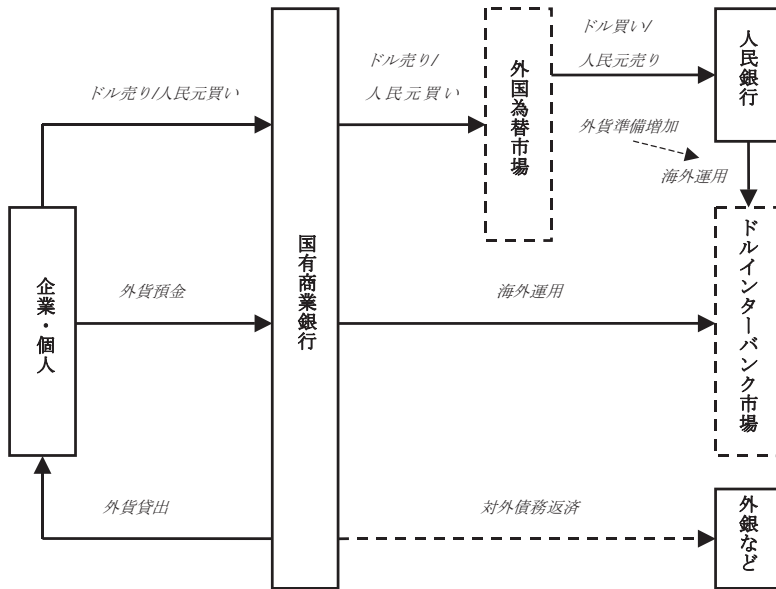 ドル売り/人民元買い
ドル売り/
人民元買い
ドル買い/
人民元売り
外貨準備増加
海外運用
外国為替市場
人民銀行
企業・個人
外貨預金
国有商業銀行
海外運用
ドルインターバンク市場
外貨貸出
対外債務返済
外銀など